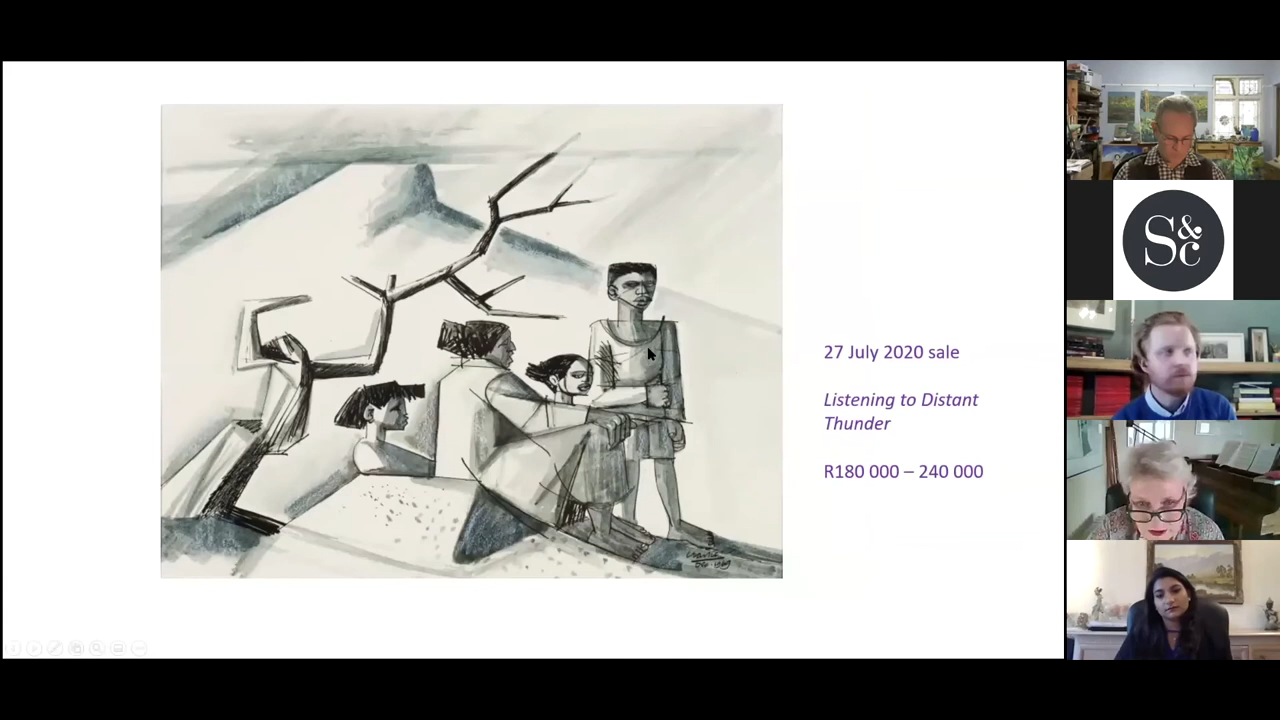 27 July 2020 sale
Listening to Distant
Thunder
R180 000 – 240 000
S&c